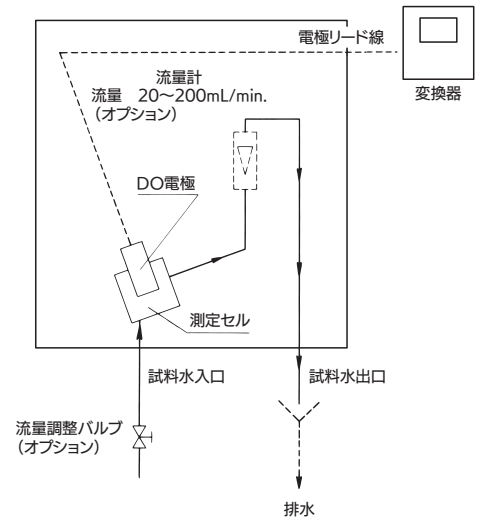 電極リード線
変換器
流量計
流量 20～200mL/min.
（オプション）
DO電極
測定セル
試料水入口
試料水出口
流量調整バルブ
（オプション）
排水